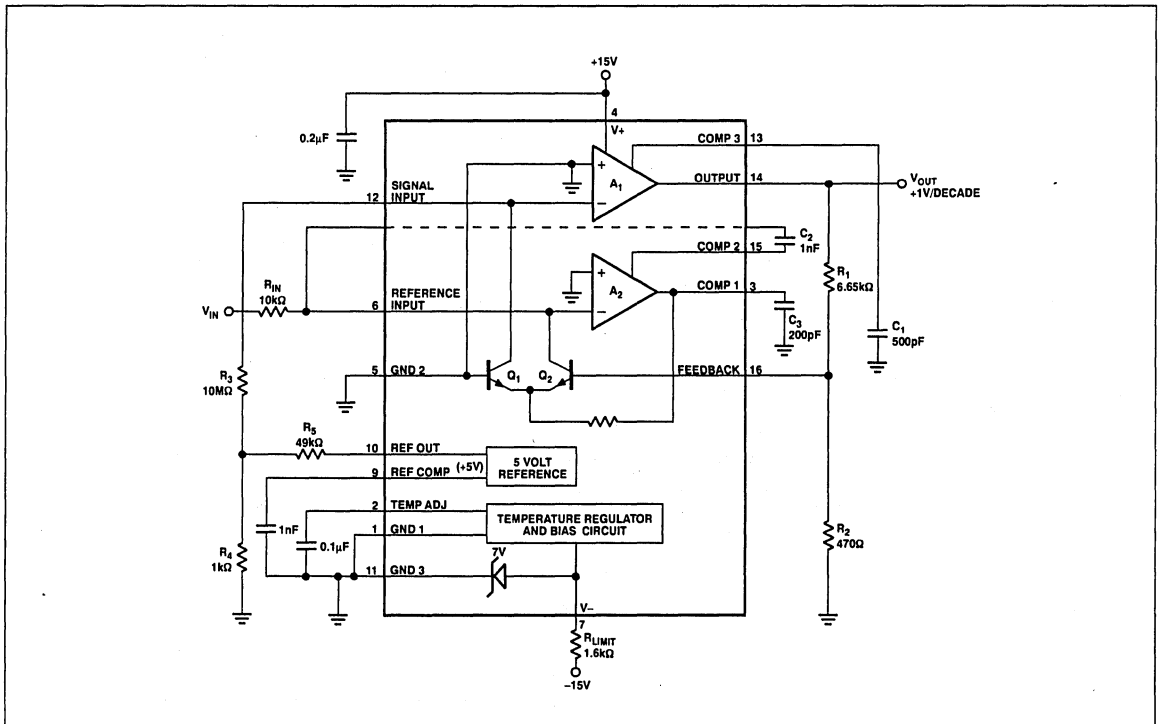 +15V
4
V+
0.2μF
COMP 3
13
+
A1
−
OUTPUT
14
VOUT
+1V/DECADE
SIGNAL
INPUT
12
C2
1nF
COMP 2
15
R1
6.65kΩ
RIN
10kΩ
+
A2
−
COMP 1
3
VIN
REFERENCE
INPUT
6
C3
200pF
C1
500pF
5
GND 2
Q1
Q2
FEEDBACK
16
R3
10MΩ
R5
49kΩ
10
REF OUT
9
REF COMP
(+5V)
5 VOLT
REFERENCE
2
TEMP ADJ
1
GND 1
TEMPERATURE REGULATOR
AND BIAS CIRCUIT
R2
470Ω
1nF
0.1μF
R4
1kΩ
7V
11
GND 3
V−
7
RLIMIT
1.6kΩ
−15V